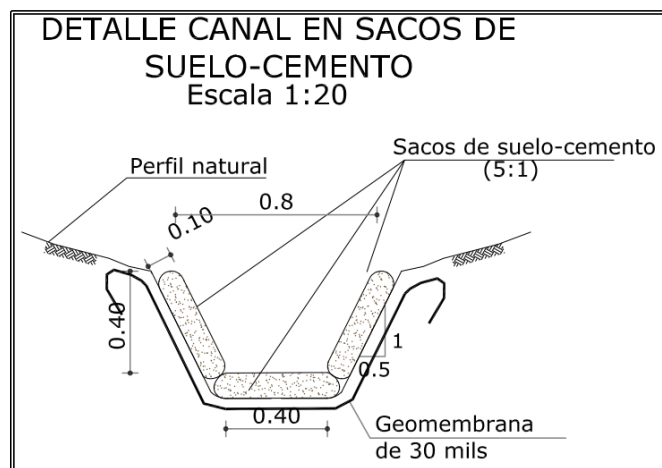 DETALLE CANAL EN SACOS DE
SUELO-CEMENTO
Escala 1:20
Sacos de suelo-cemento
(5:1)
Perfil natural
0.8
0.10
0.40
1
0.5
0.40
Geomembrana
de 30 mils